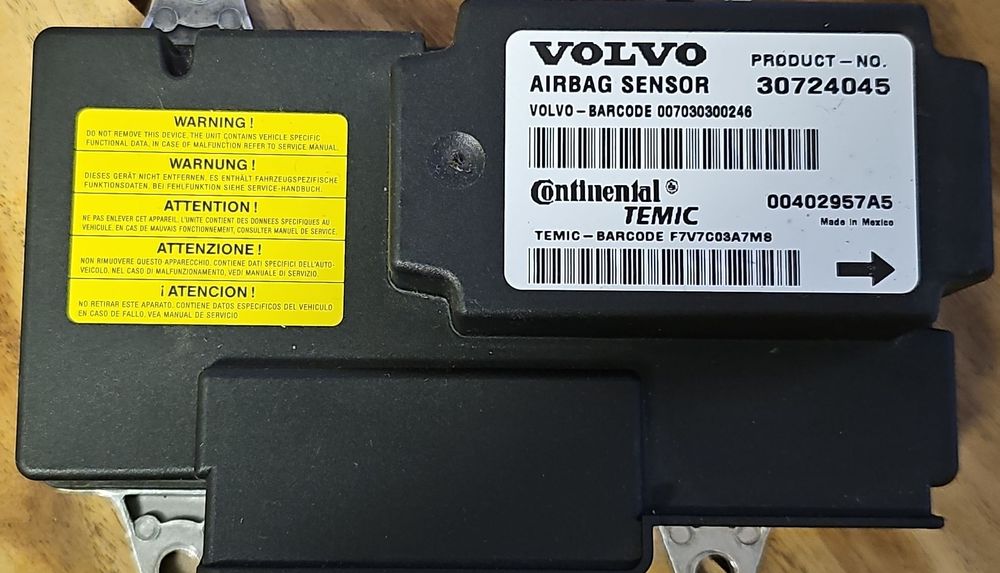 WARNING !
DO NOT REMOVE THIS DEVICE, THE UNIT CONTAINS VEHICLE SPECIFIC
FUNCTIONAL DATA, IN CASE OF MALFUNCTION REFER TO SERVICE MANUAL.
WARNUNG !
DIESES GERÄT NICHT ENTFERNEN, ES ENTHÄLT FAHRZEUGSPEZIFISCHE
FUNKTIONSDATEN, BEI FEHLFUNKTION SIEHE SERVICE-HANDBUCH.
ATTENTION !
NE PAS ENLEVER CET APPAREIL. L'UNITE CONTIENT DES DONNEES SPECIFIQUES AU
VEHICULE, EN CAS DE MAUVAIS FONCTIONNEMENT, CONSULTER MANUEL DE SERVICE.
ATTENZIONE !
NON RIMUOVERE QUESTO APPARECCHIO. CONTIENE DATI SPECIFICI DELL'AUTO-
VEICOLO. NEL CASO DI MALFUNZIONAMENTO, VEDI MANUALE DI SERVIZIO.
¡ ATENCION !
NO RETIRAR ESTE APARATO. CONTIENE DATOS ESPECIFICOS DEL VEHICULO
EN CASO DE FALLO. VEA MANUAL DE SERVICIO
VOLVO
AIRBAG SENSOR
PRODUCT – NO.
30724045
VOLVO – BARCODE 007030300246
Continental
TEMIC
00402957A5
Made in Mexico
TEMIC – BARCODE F7V7C03A7MS